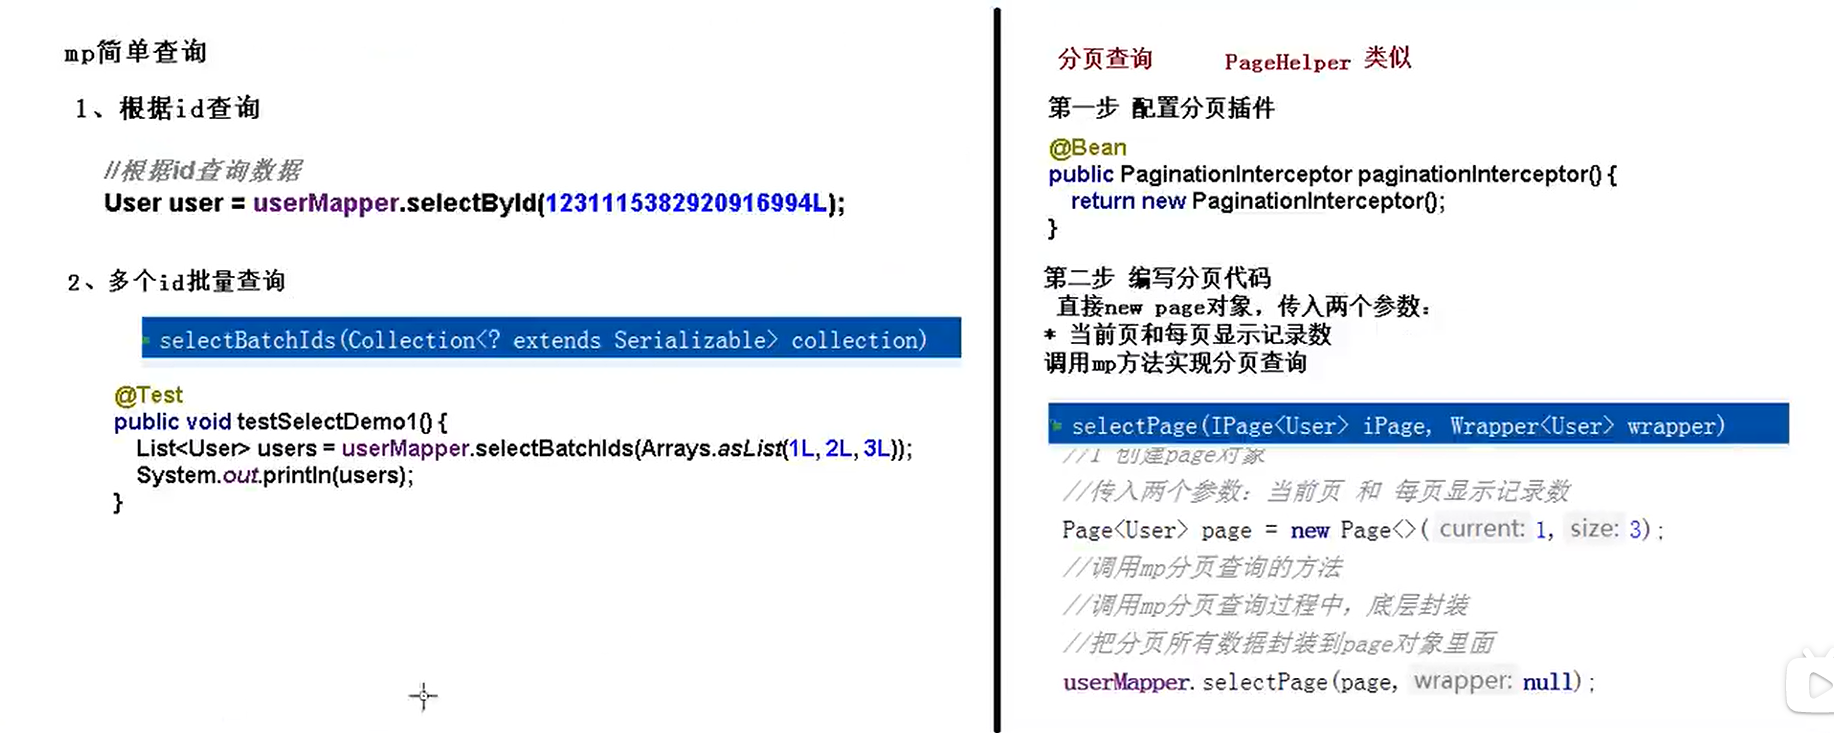 mp简单查询
1、根据id查询
//根据id查询数据
User user = userMapper.selectById(1231115382920916994L);
2、多个id批量查询
selectBatchIds(Collection<? extends Serializable> collection)
@Test
public void testSelectDemo1() {
List<User> users = userMapper.selectBatchIds(Arrays.asList(1L, 2L, 3L));
System.out.println(users);
}
分页查询 PageHelper 类似
第一步 配置分页插件
@Bean
public PaginationInterceptor paginationInterceptor() {
return new PaginationInterceptor();
}
第二步 编写分页代码
直接new page对象，传入两个参数：
* 当前页和每页显示记录数
调用mp方法实现分页查询
selectPage(IPage<User> iPage, Wrapper<User> wrapper)
//1 创建page对象
//传入两个参数：当前页 和 每页显示记录数
Page<User> page = new Page<>( current: 1, size: 3);
//调用mp分页查询的方法
//调用mp分页查询过程中，底层封装
//把分页所有数据封装到page对象里面
userMapper.selectPage(page, wrapper: null);